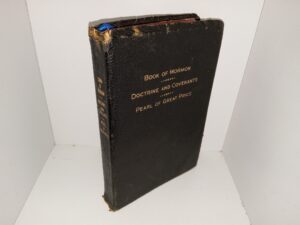 Book of Mormon
Doctrine and Covenants
Pearl of Great Price